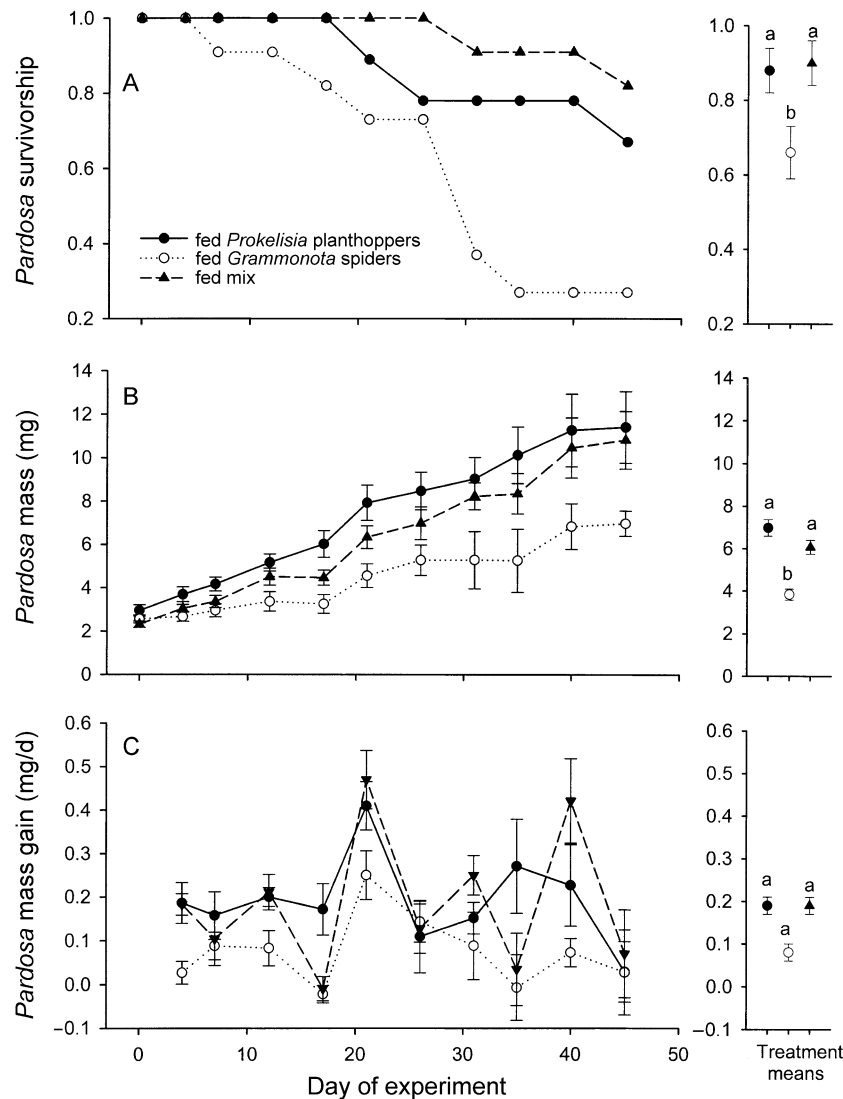 1.0
0.8
0.6
0.4
0.2
Pardosa survivorship
A
fed Prokelisia planthoppers
fed Grammonota spiders
fed mix
1.0
0.8
0.6
0.4
0.2
a
b
a
14
12
10
8
6
4
2
0
Pardosa mass (mg)
B
14
12
10
8
6
4
2
0
a
b
a
0.6
0.5
0.4
0.3
0.2
0.1
0.0
–0.1
Pardosa mass gain (mg/d)
C
0
10
20
30
40
50
Day of experiment
0.6
0.5
0.4
0.3
0.2
0.1
0.0
–0.1
a
a
a
Treatment
means